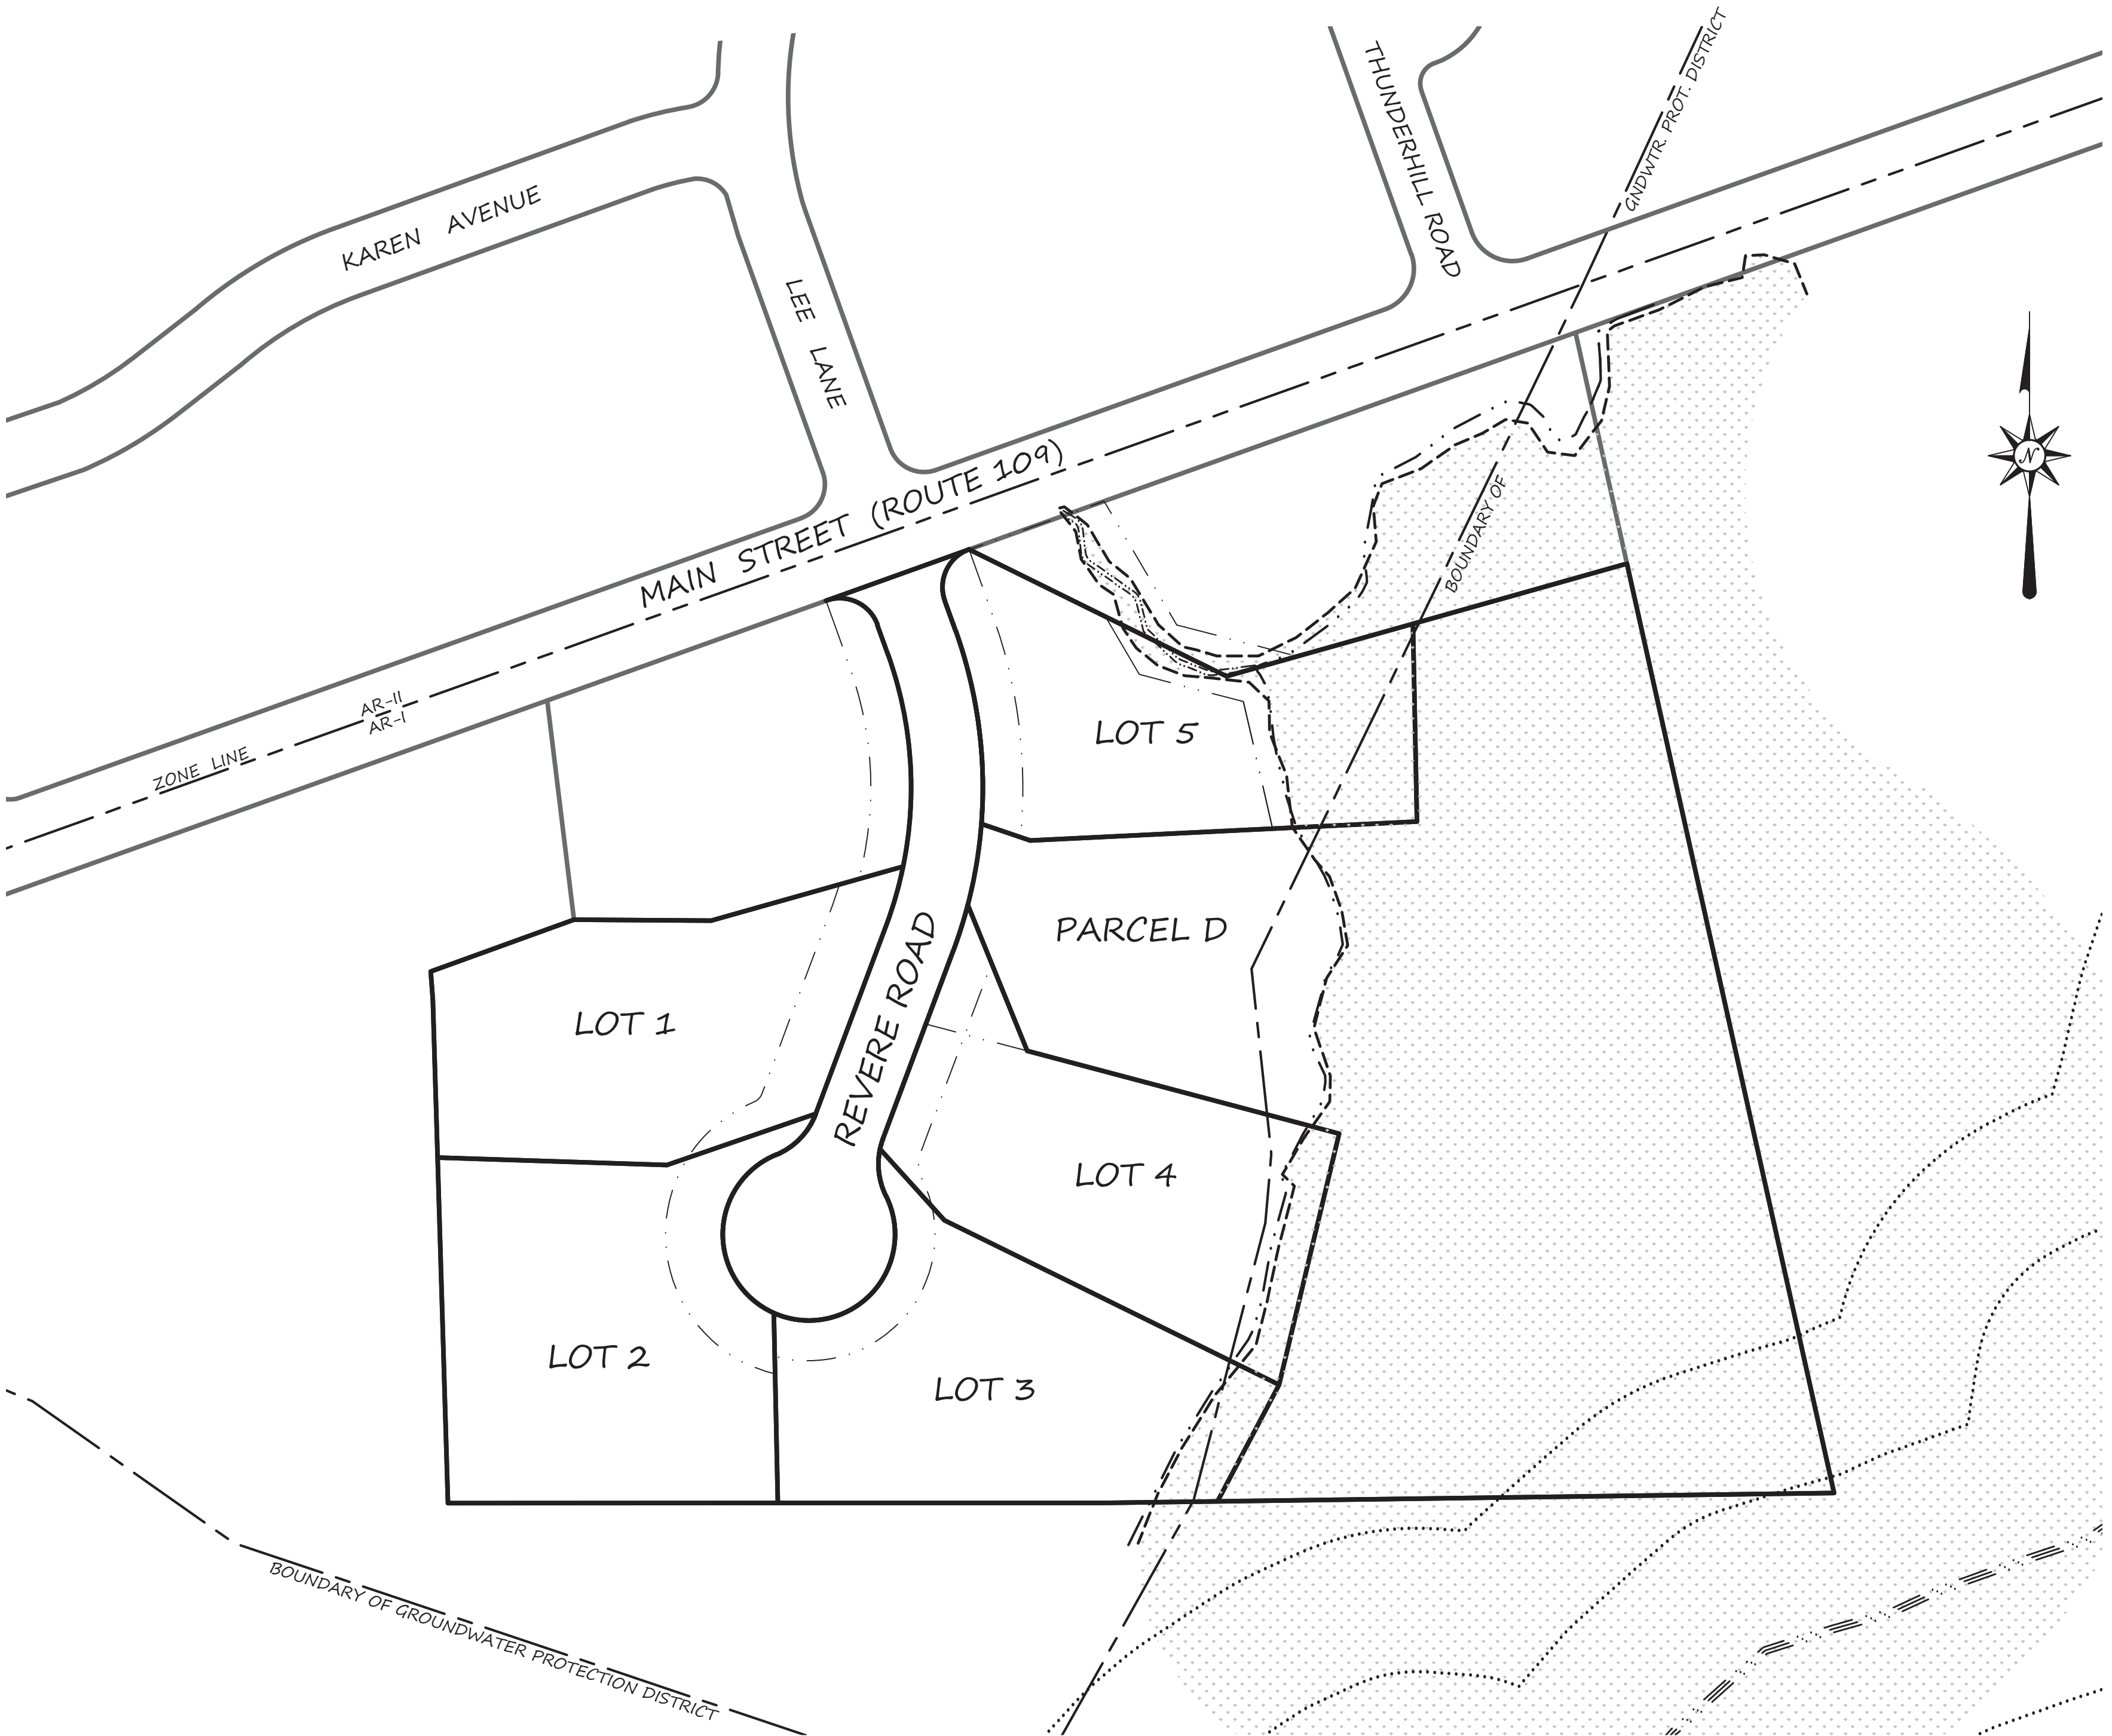 GNDWTR. PROT. DISTRICT
THUNDERHILL ROAD
KAREN AVENUE
LEE LANE
MAIN STREET (ROUTE 109)
BOUNDARY OF
N
AR-II
AR-I
ZONE LINE
LOT 5
PARCEL D
REVERE ROAD
LOT 1
LOT 4
LOT 2
LOT 3
BOUNDARY OF GROUNDWATER PROTECTION DISTRICT